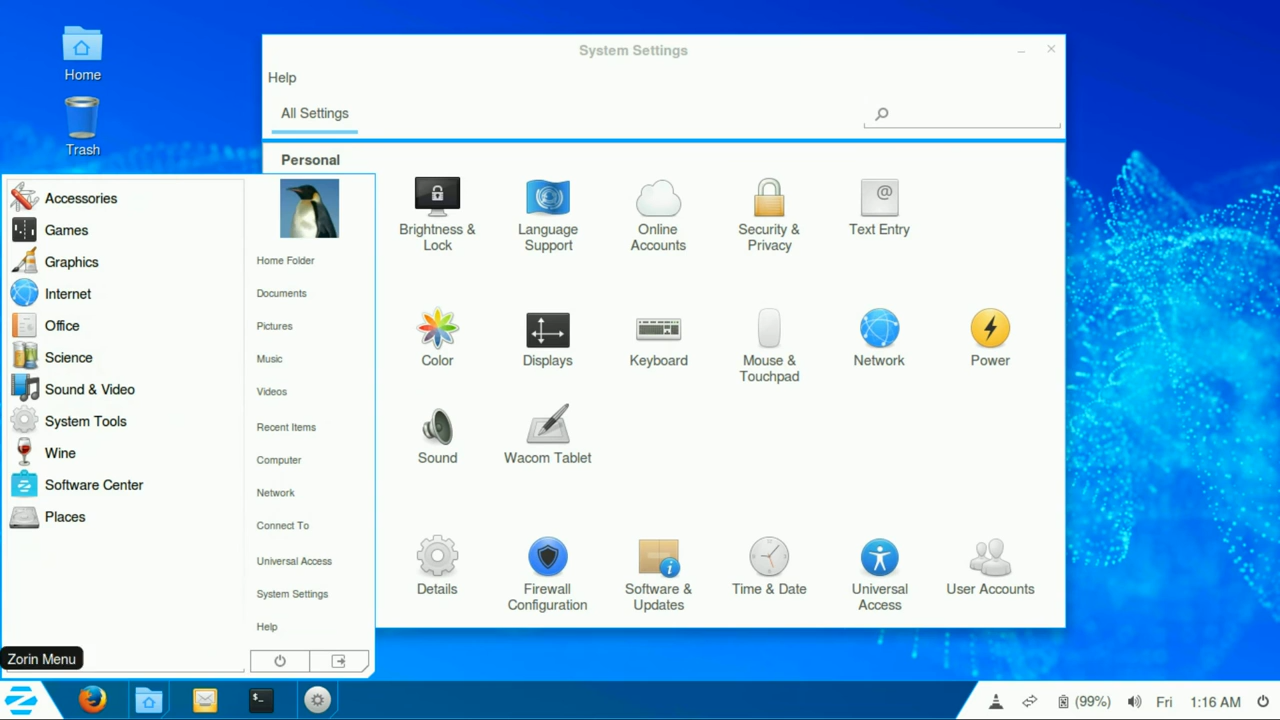 Home
Trash
System Settings
Help
All Settings
Personal
Brightness &
Lock
Language
Support
Online
Accounts
Security &
Privacy
Text Entry
Color
Displays
Keyboard
Mouse &
Touchpad
Network
Power
Sound
Wacom Tablet
Details
Firewall
Configuration
Software &
Updates
Time & Date
Universal
Access
User Accounts
Accessories
Games
Graphics
Internet
Office
Science
Sound & Video
System Tools
Wine
Software Center
Places
Home Folder
Documents
Pictures
Music
Videos
Recent Items
Computer
Network
Connect To
Universal Access
System Settings
Help
Zorin Menu
(99%) Fri 1:16 AM